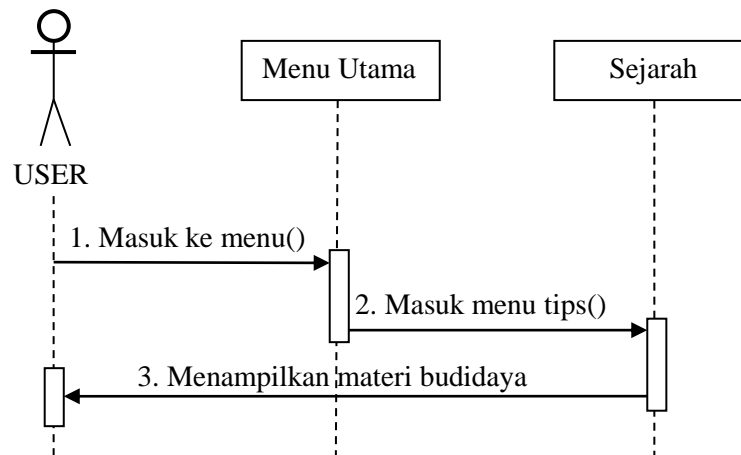 Menu Utama
Sejarah
USER
1. Masuk ke menu()
2. Masuk menu tips()
3. Menampilkan materi budidaya